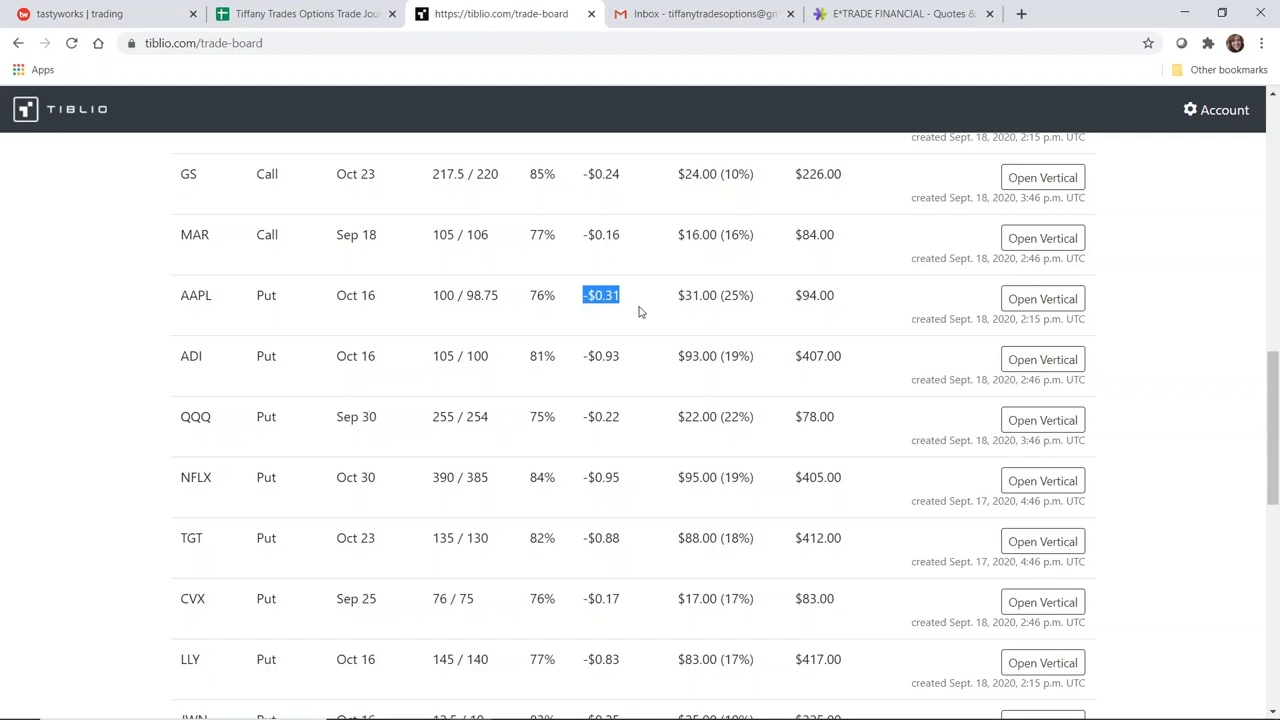 tastyworks | trading
Tiffany Trades Options Trade Jou
https://tiblio.com/trade-board
Inbox - tiffanytradesoptions@gm
E*TRADE FINANCIAL - Quotes &
tiblio.com/trade-board
Apps
Other bookmarks
TIBLIO
Account
created Sept. 18, 2020, 2:15 p.m. UTC
GS Call Oct 23 217.5 / 220 85% -$0.24 $24.00 (10%) $226.00 Open Vertical
created Sept. 18, 2020, 3:46 p.m. UTC
MAR Call Sep 18 105 / 106 77% -$0.16 $16.00 (16%) $84.00 Open Vertical
created Sept. 18, 2020, 2:46 p.m. UTC
AAPL Put Oct 16 100 / 98.75 76% -$0.31 $31.00 (25%) $94.00 Open Vertical
created Sept. 18, 2020, 2:15 p.m. UTC
ADI Put Oct 16 105 / 100 81% -$0.93 $93.00 (19%) $407.00 Open Vertical
created Sept. 18, 2020, 2:46 p.m. UTC
QQQ Put Sep 30 255 / 254 75% -$0.22 $22.00 (22%) $78.00 Open Vertical
created Sept. 18, 2020, 3:46 p.m. UTC
NFLX Put Oct 30 390 / 385 84% -$0.95 $95.00 (19%) $405.00 Open Vertical
created Sept. 17, 2020, 4:46 p.m. UTC
TGT Put Oct 23 135 / 130 82% -$0.88 $88.00 (18%) $412.00 Open Vertical
created Sept. 17, 2020, 4:46 p.m. UTC
CVX Put Sep 25 76 / 75 76% -$0.17 $17.00 (17%) $83.00 Open Vertical
created Sept. 18, 2020, 2:46 p.m. UTC
LLY Put Oct 16 145 / 140 77% -$0.83 $83.00 (17%) $417.00 Open Vertical
created Sept. 18, 2020, 2:15 p.m. UTC
JWN Put Oct 16